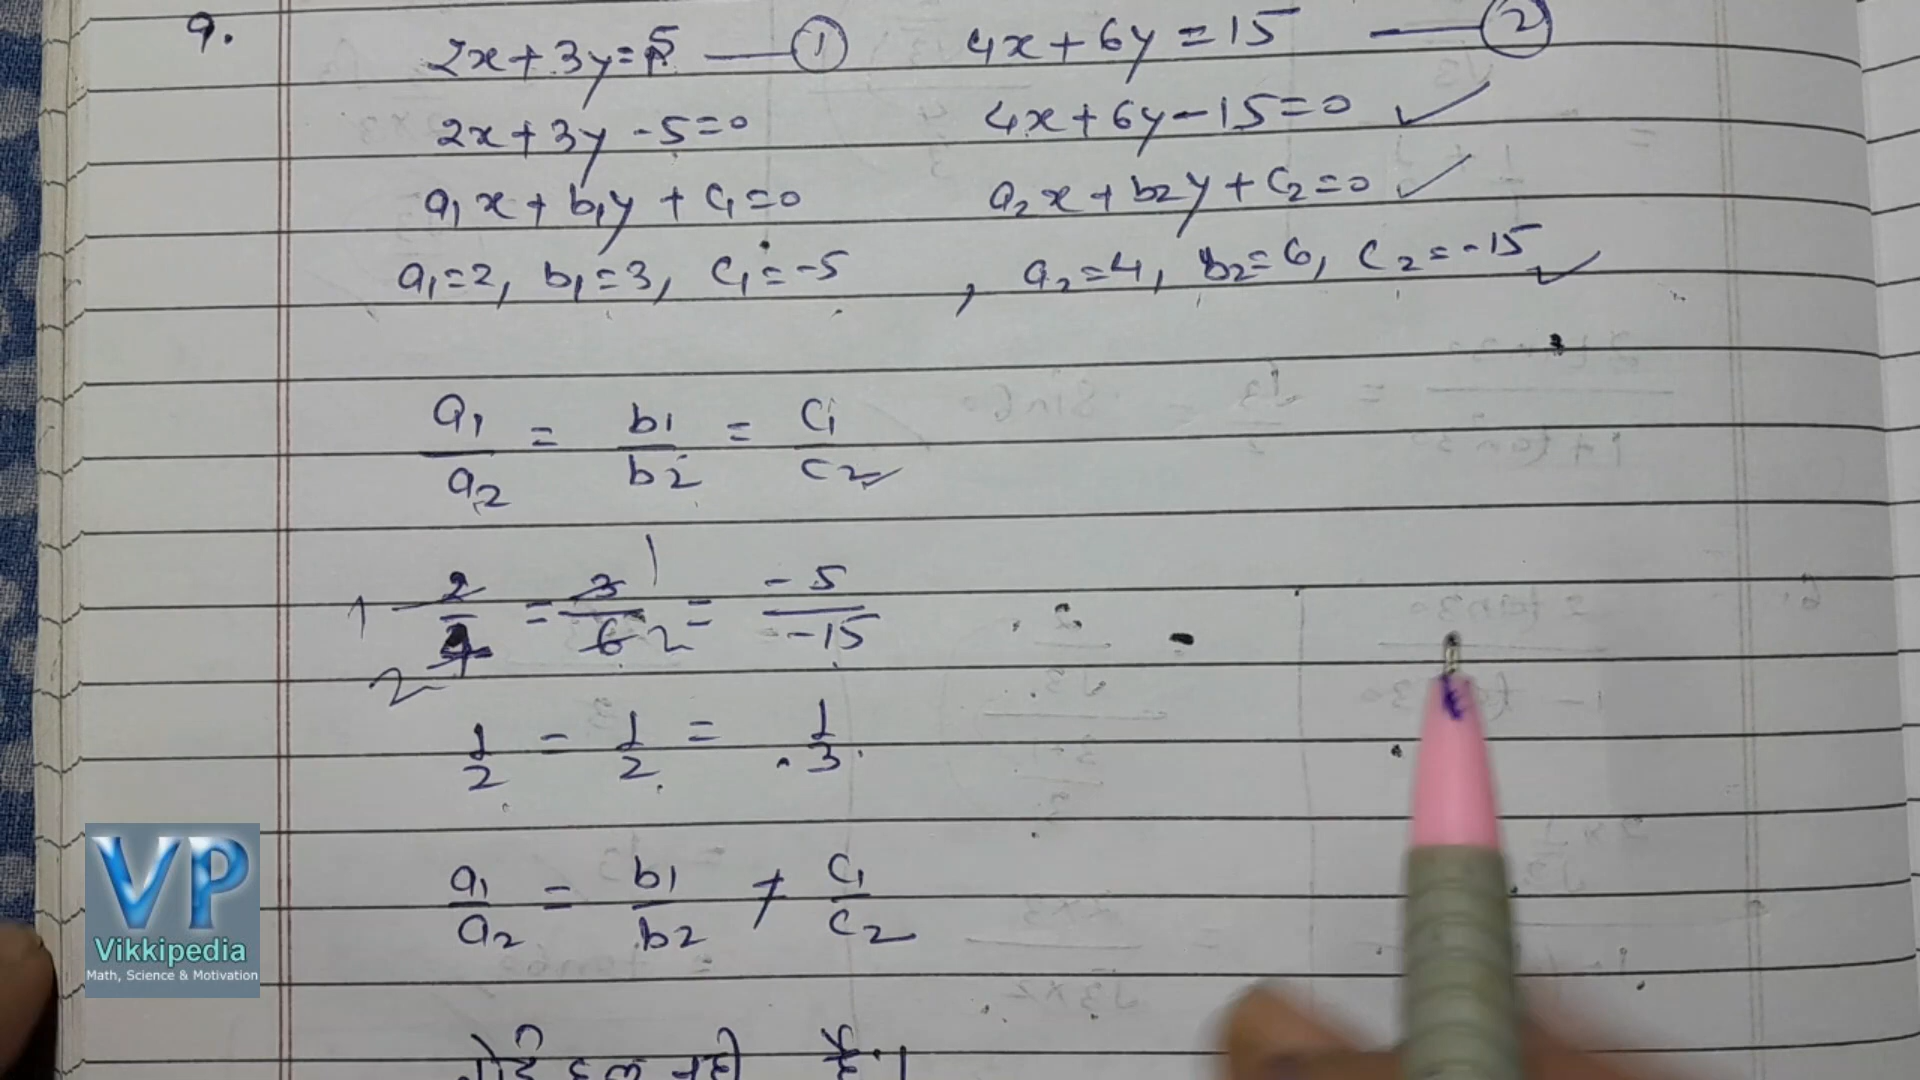 9. 2x+3y=5 —— ① 4x+6y=15 —— ②
2x+3y-5=0 4x+6y-15=0 ✓
a₁x+b₁y+c₁=0 a₂x+b₂y+c₂=0 ✓
a₁=2, b₁=3, c₁=-5 , a₂=4, b₂=6, c₂=-15 ✓
a₁/a₂ = b₁/b₂ = c₁/c₂
2/4 = 3/6 = -5/-15
1/2 = 1/2 = 1/3
a₁/a₂ = b₁/b₂ ≠ c₁/c₂
VP
Vikkipedia
Math, Science & Motivation